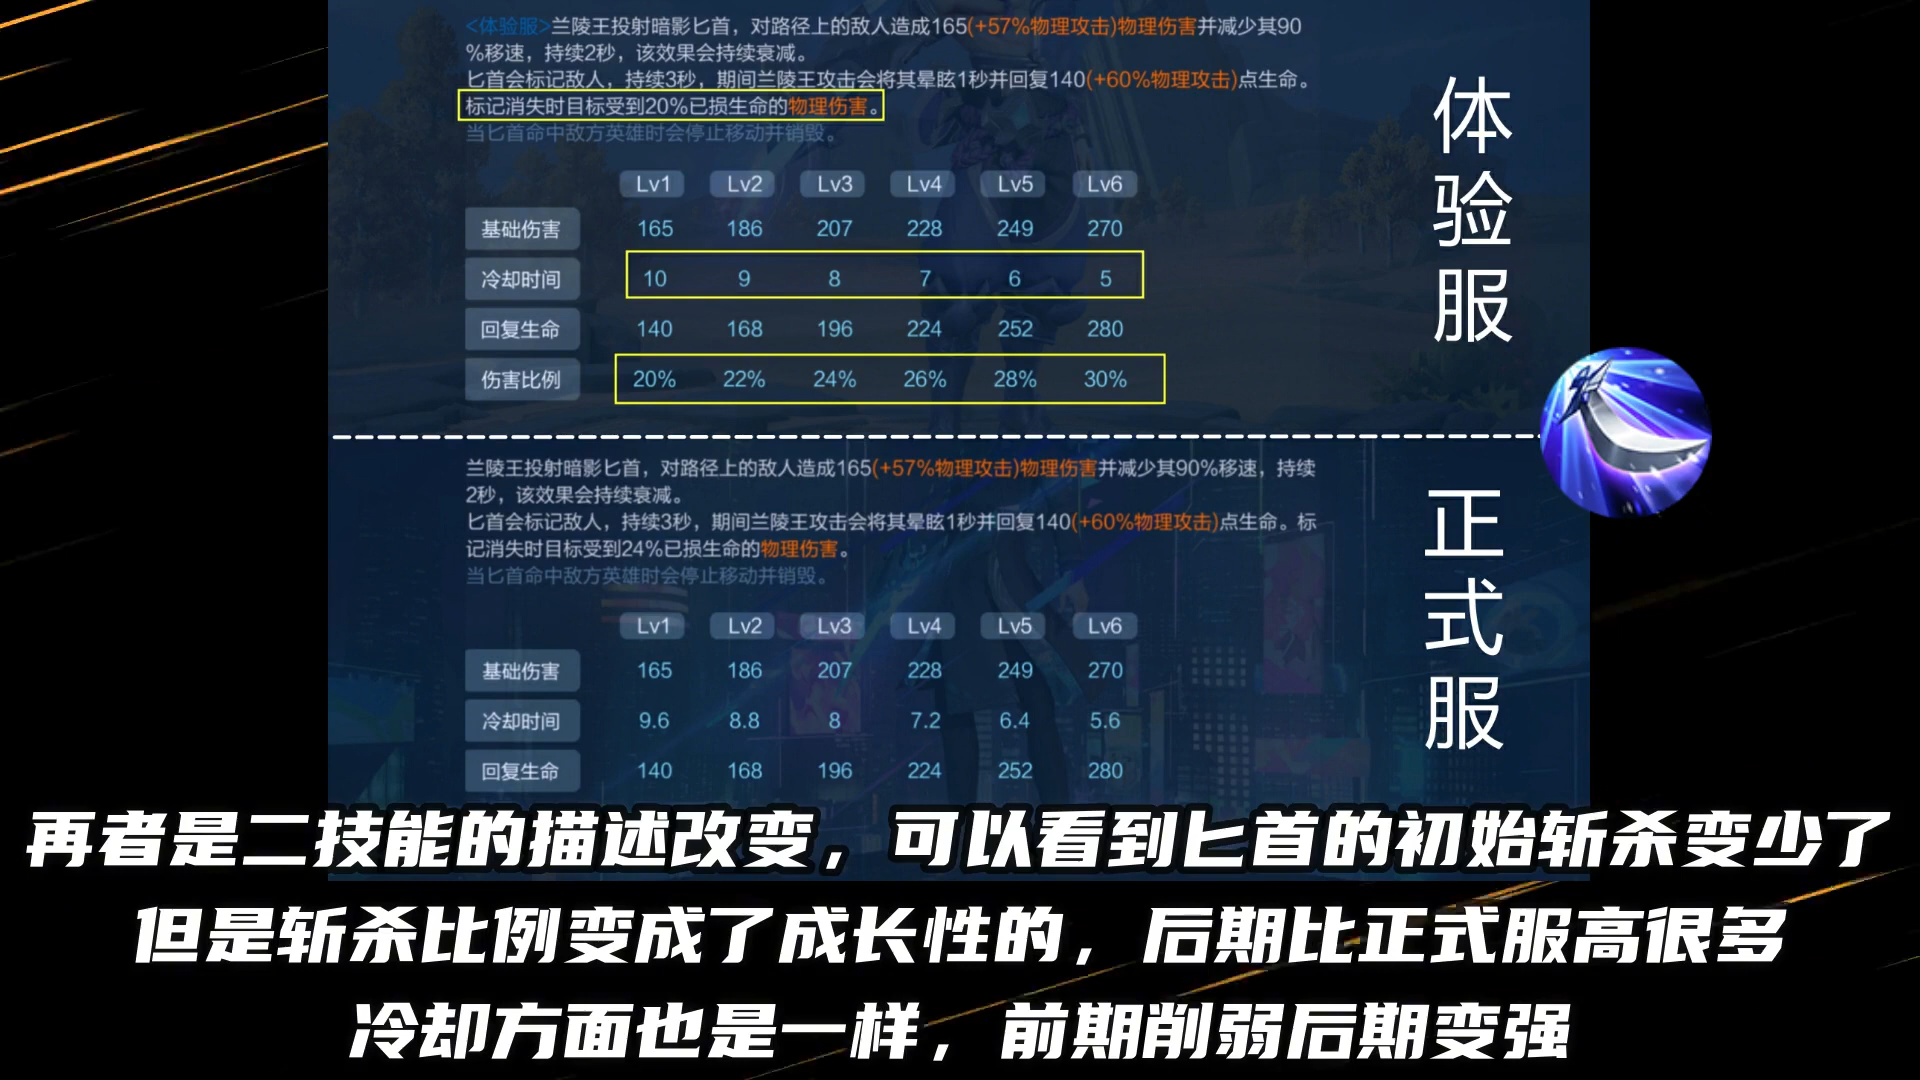 <体验服>兰陵王投射暗影匕首，对路径上的敌人造成165(+57%物理攻击)物理伤害并减少其90
%移速，持续2秒，该效果会持续衰减。
匕首会标记敌人，持续3秒，期间兰陵王攻击会将其晕眩1秒并回复140(+60%物理攻击)点生命。
标记消失时目标受到20%已损生命的物理伤害。
当匕首命中敌方英雄时会停止移动并销毁。
Lv1 Lv2 Lv3 Lv4 Lv5 Lv6
基础伤害 165 186 207 228 249 270
冷却时间 10 9 8 7 6 5
回复生命 140 168 196 224 252 280
伤害比例 20% 22% 24% 26% 28% 30%
体验服
兰陵王投射暗影匕首，对路径上的敌人造成165(+57%物理攻击)物理伤害并减少其90%移速，持续
2秒，该效果会持续衰减。
匕首会标记敌人，持续3秒，期间兰陵王攻击会将其晕眩1秒并回复140(+60%物理攻击)点生命。标
记消失时目标受到24%已损生命的物理伤害。
当匕首命中敌方英雄时会停止移动并销毁。
Lv1 Lv2 Lv3 Lv4 Lv5 Lv6
基础伤害 165 186 207 228 249 270
冷却时间 9.6 8.8 8 7.2 6.4 5.6
回复生命 140 168 196 224 252 280
正式服
再者是二技能的描述改变，可以看到匕首的初始斩杀变少了
但是斩杀比例变成了成长性的，后期比正式服高很多
冷却方面也是一样，前期削弱后期变强